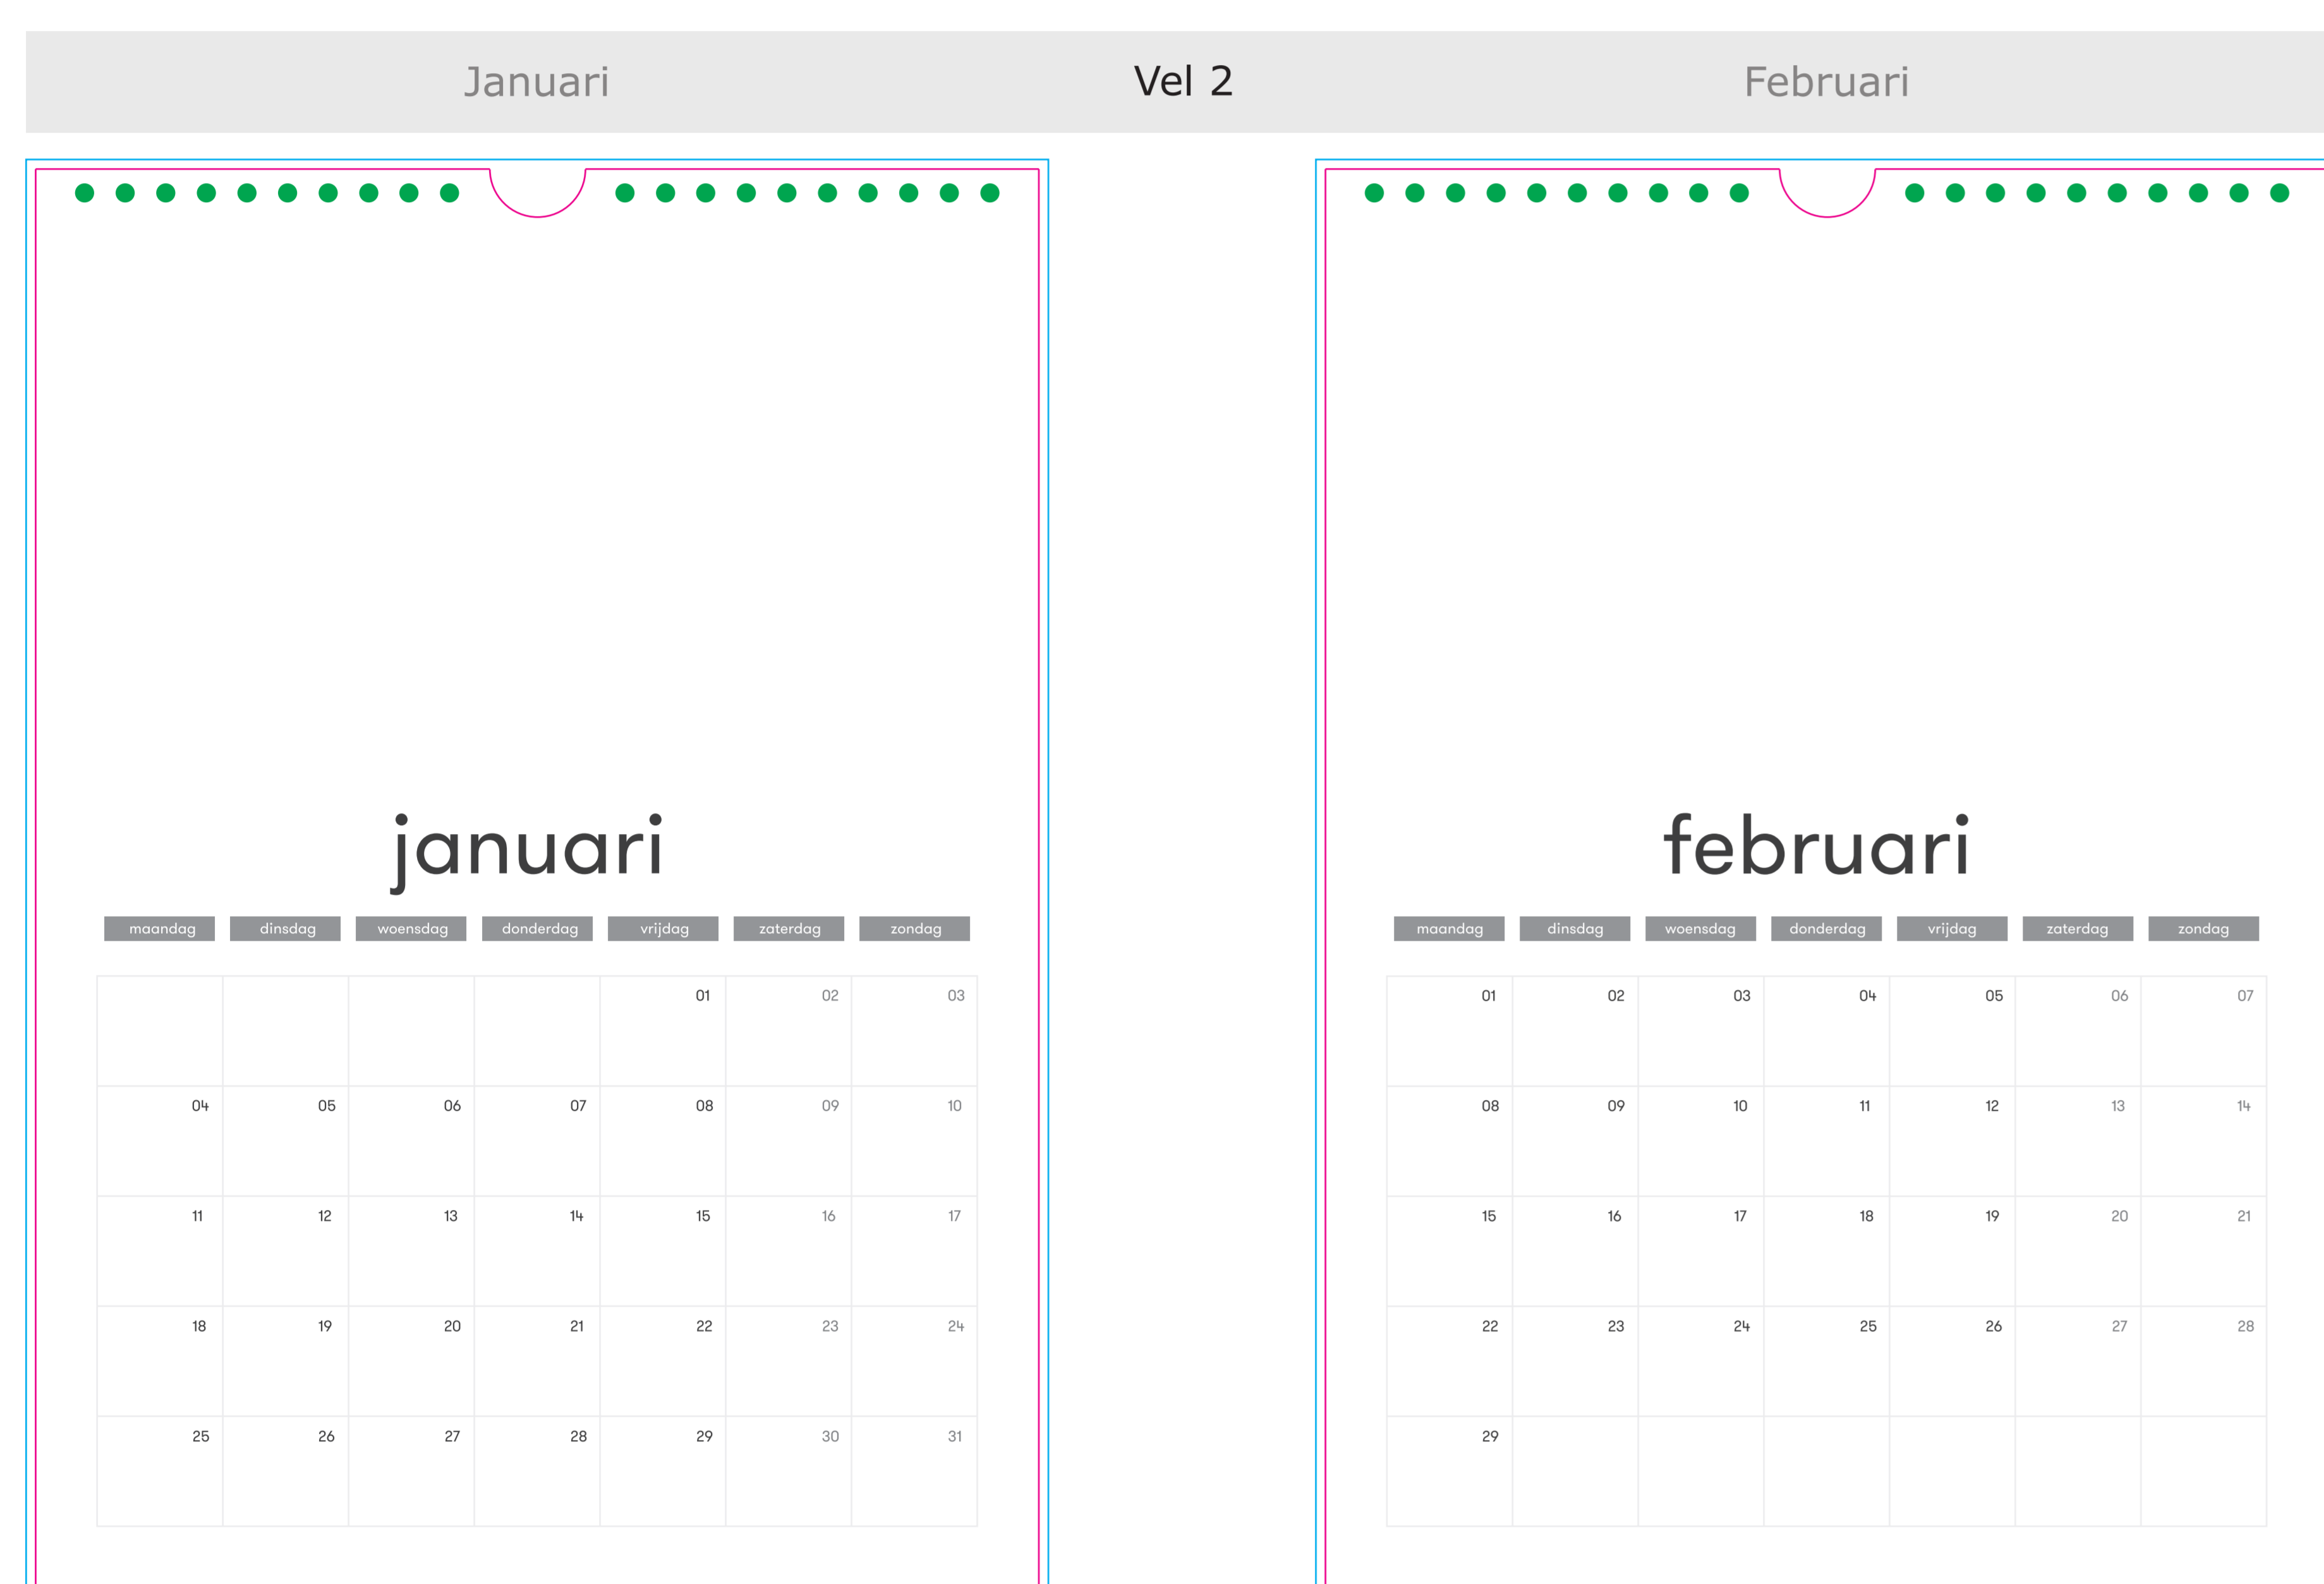 Januari Vel 2 Februari
januari
maandag dinsdag woensdag donderdag vrijdag zaterdag zondag
01 02 03
04 05 06 07 08 09 10
11 12 13 14 15 16 17
18 19 20 21 22 23 24
25 26 27 28 29 30 31
februari
maandag dinsdag woensdag donderdag vrijdag zaterdag zondag
01 02 03 04 05 06 07
08 09 10 11 12 13 14
15 16 17 18 19 20 21
22 23 24 25 26 27 28
29